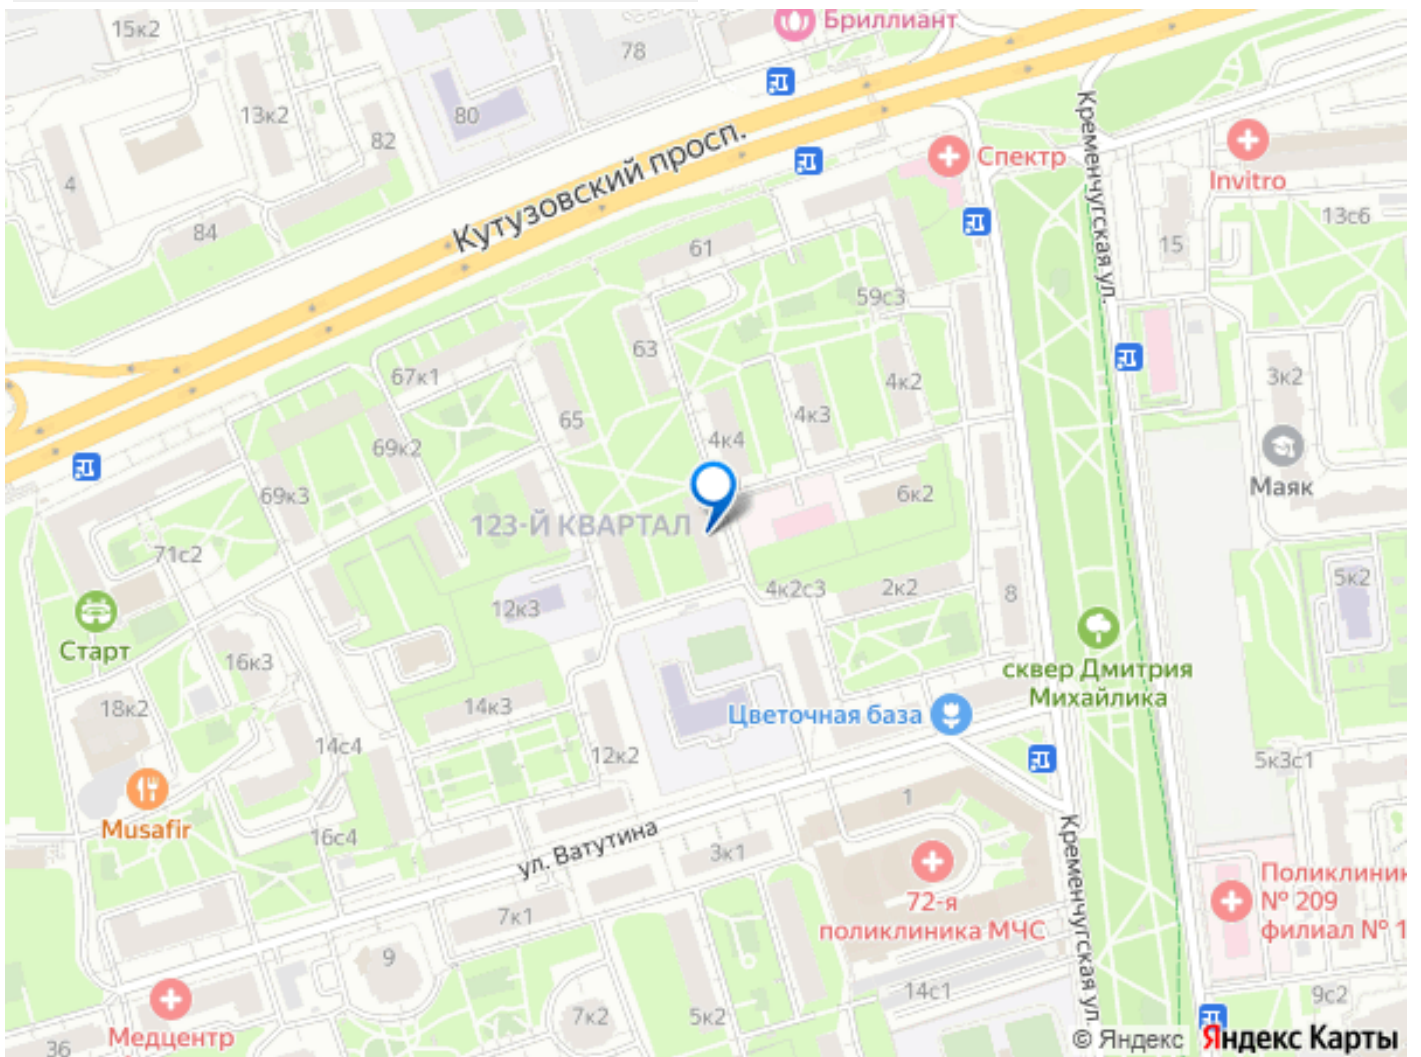 15к2
Бриллиант
78
13к2
80
82
Кутузовский просп.
Спектр
Кременчугская ул.
Invitro
4
84
61
13с6
15
59с3
63
67к1
3к2
4к2
4к3
65
4к4
69к2
Маяк
69к3
6к2
123-Й КВАРТАЛ
71с2
5к2
4к2с3
2к2
8
12к3
Старт
16к3
сквер Дмитрия
Михайлика
18к2
14к3
Цветочная база
14с4
12к2
5к3с1
1
Musafir
16с4
ул. Ватутина
3к1
Кременчугская ул.
Поликлиник
№ 209
филиал № 1
72-я
поликлиника МЧС
7к1
9
14с1
9с2
7к2
5к2
Медцентр
36
© Яндекс
Яндекс Карты